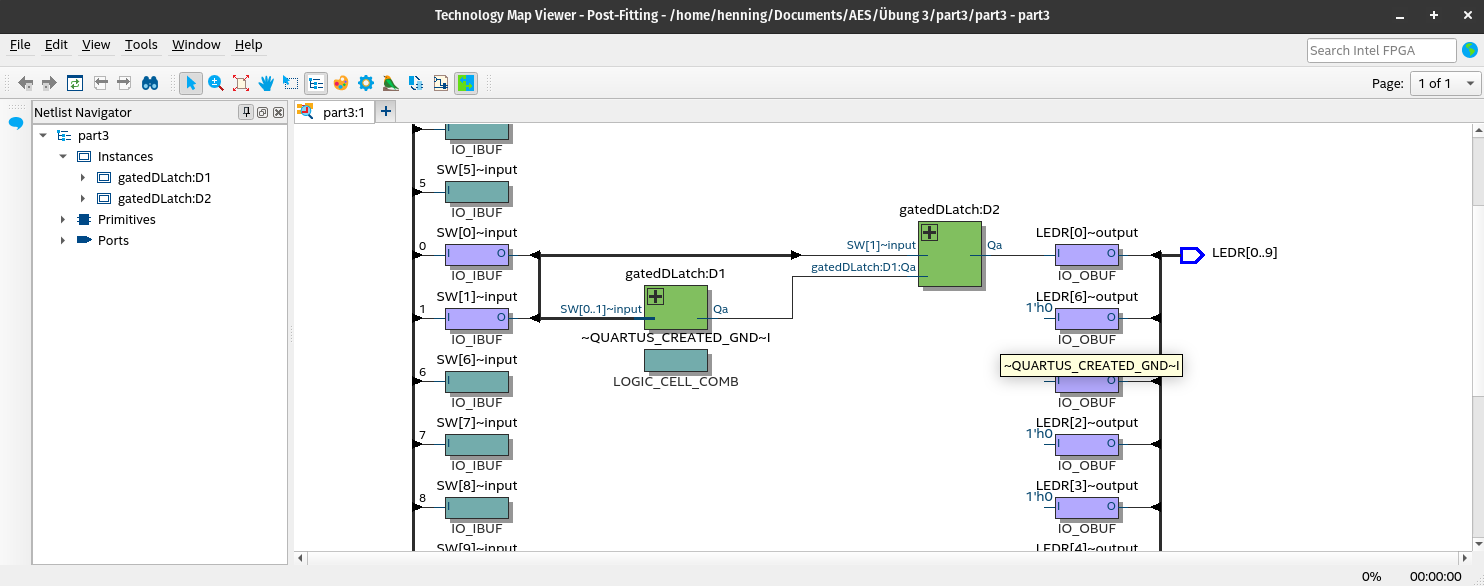 Technology Map Viewer - Post-Fitting - /home/henning/Documents/AES/Übung 3/part3/part3 - part3
File Edit View Tools Window Help
Search Intel FPGA
Page: 1 of 1
Netlist Navigator
part3:1
part3
Instances
gatedDLatch:D1
gatedDLatch:D2
Primitives
Ports
I
IO_IBUF
SW[5]~input
5
I
IO_IBUF
SW[0]~input
0
I O
IO_IBUF
SW[1]~input
1
I O
IO_IBUF
SW[6]~input
6
I
IO_IBUF
SW[7]~input
7
I
IO_IBUF
SW[8]~input
8
I
IO_IBUF
SW[9]~input
gatedDLatch:D1
SW[0..1]~input
Qa
~QUARTUS_CREATED_GND~I
LOGIC_CELL_COMB
gatedDLatch:D2
SW[1]~input
gatedDLatch:D1:Qa
Qa
LEDR[0]~output
I O
IO_OBUF
LEDR[0..9]
LEDR[6]~output
1'h0
I O
IO_OBUF
~QUARTUS_CREATED_GND~I
I O
IO_OBUF
LEDR[2]~output
1'h0
I O
IO_OBUF
LEDR[3]~output
1'h0
I O
IO_OBUF
LEDR[4]~output
0% 00:00:00